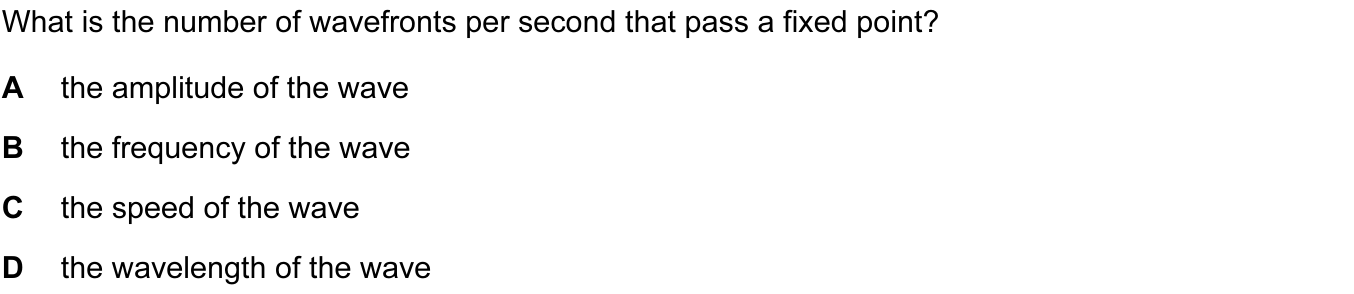 What is the number of wavefronts per second that pass a fixed point?
A the amplitude of the wave
B the frequency of the wave
C the speed of the wave
D the wavelength of the wave